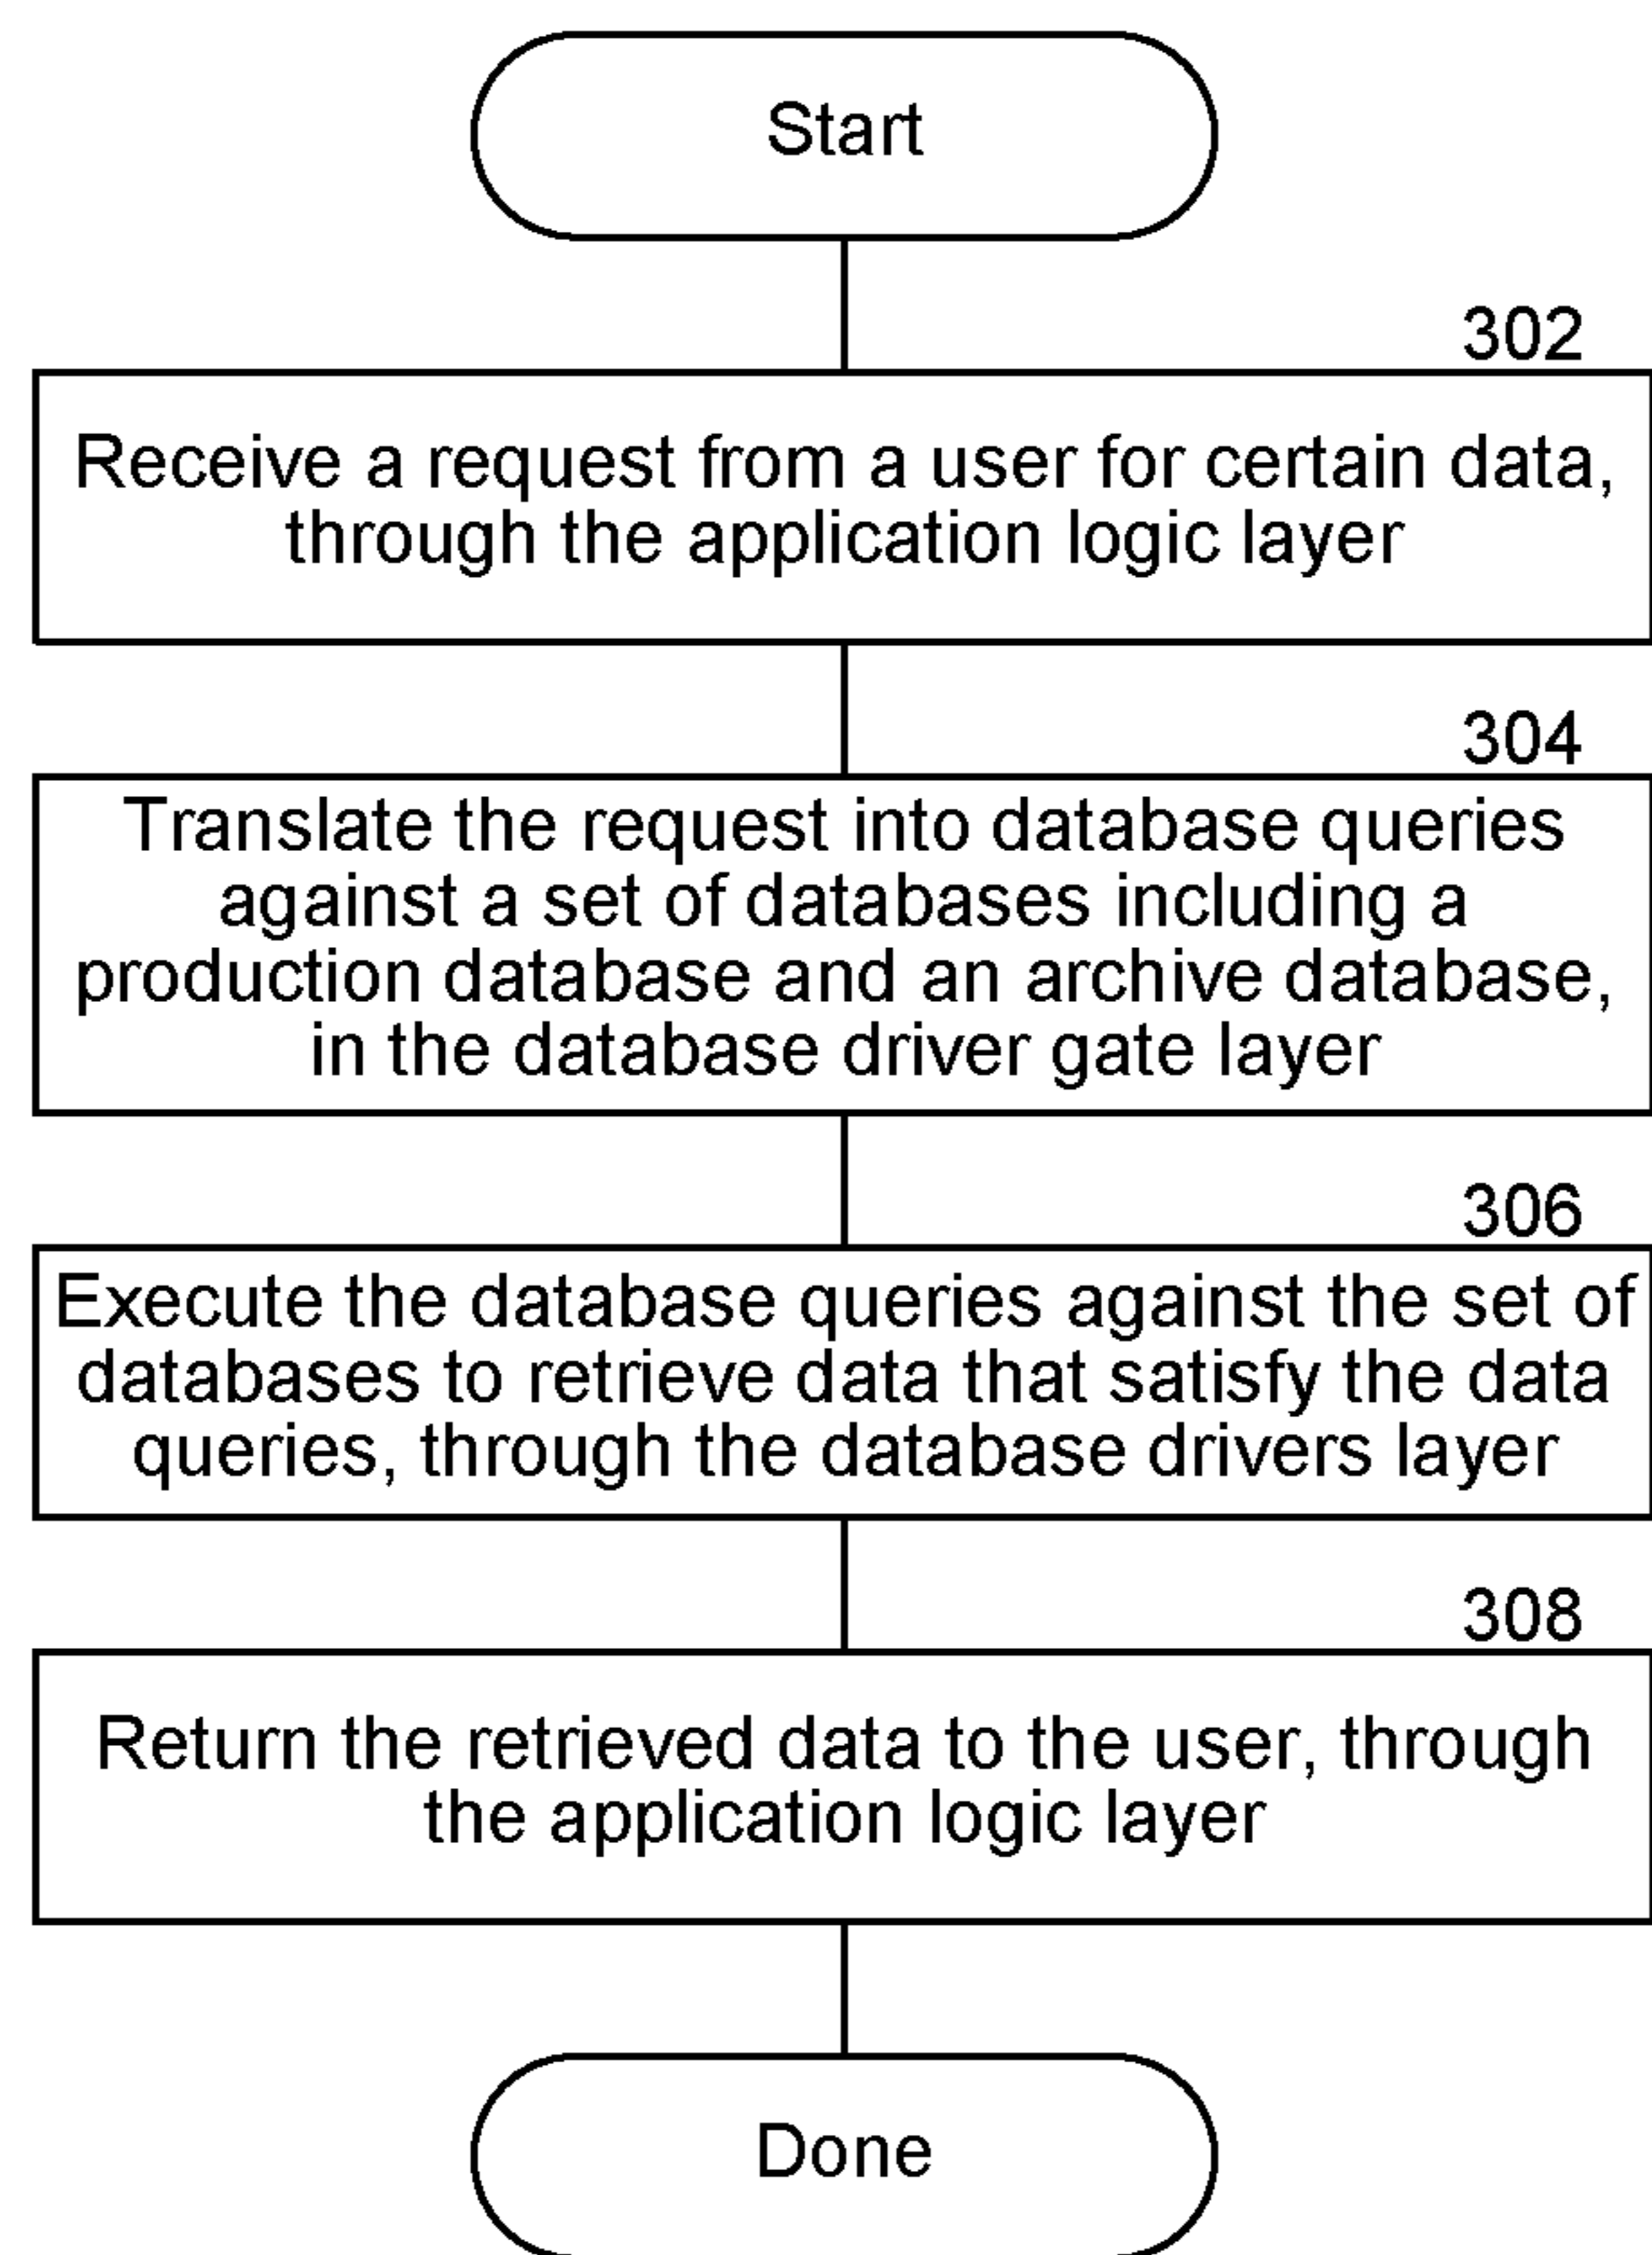 Start
302
Receive a request from a user for certain data,
through the application logic layer
304
Translate the request into database queries
against a set of databases including a
production database and an archive database,
in the database driver gate layer
306
Execute the database queries against the set of
databases to retrieve data that satisfy the data
queries, through the database drivers layer
308
Return the retrieved data to the user, through
the application logic layer
Done